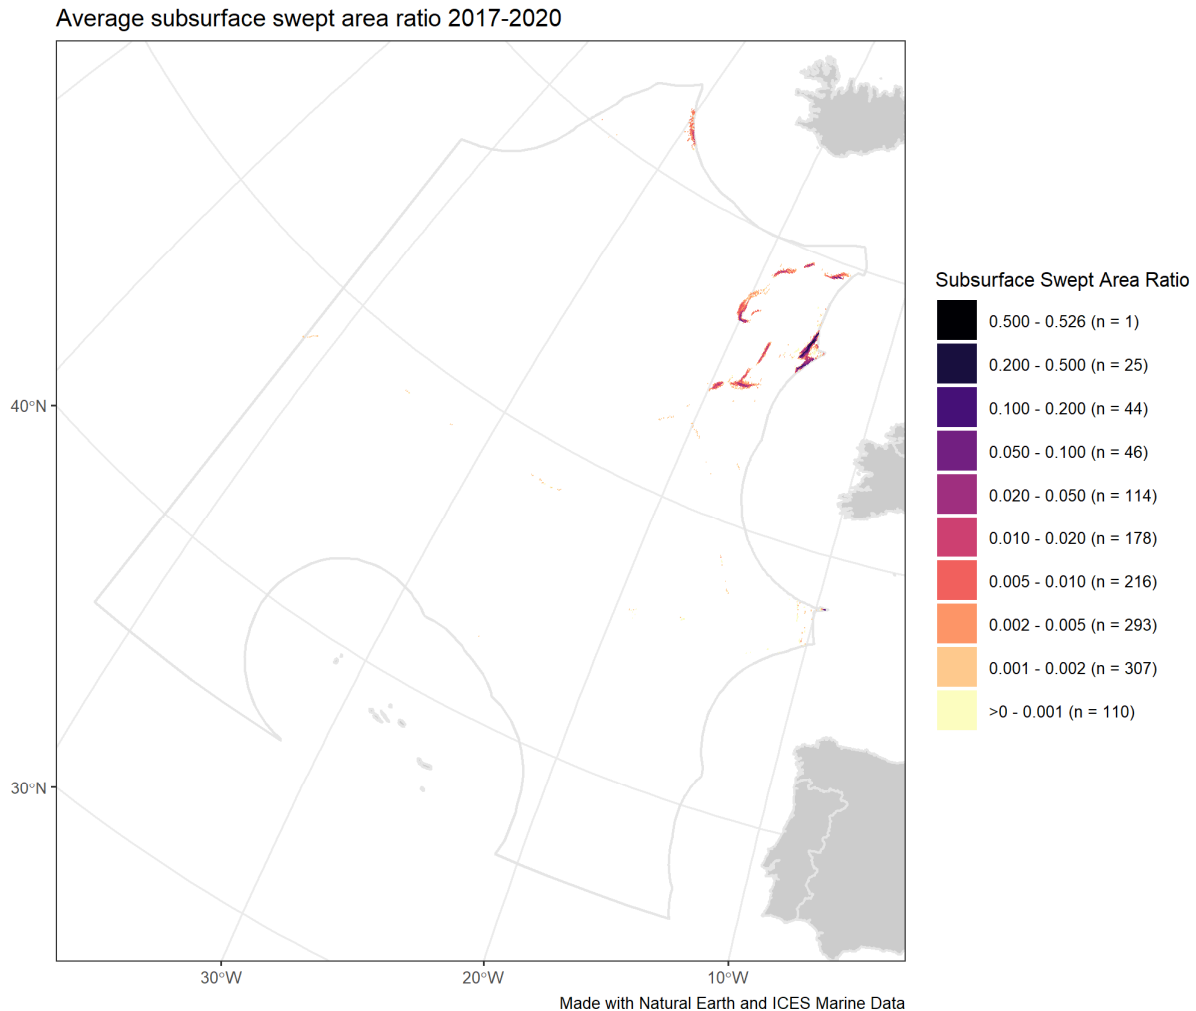 Average subsurface swept area ratio 2017-2020
Subsurface Swept Area Ratio
0.500 - 0.526 (n = 1)
0.200 - 0.500 (n = 25)
0.100 - 0.200 (n = 44)
0.050 - 0.100 (n = 46)
0.020 - 0.050 (n = 114)
0.010 - 0.020 (n = 178)
0.005 - 0.010 (n = 216)
0.002 - 0.005 (n = 293)
0.001 - 0.002 (n = 307)
>0 - 0.001 (n = 110)
40°N
30°N
30°W
20°W
10°W
Made with Natural Earth and ICES Marine Data